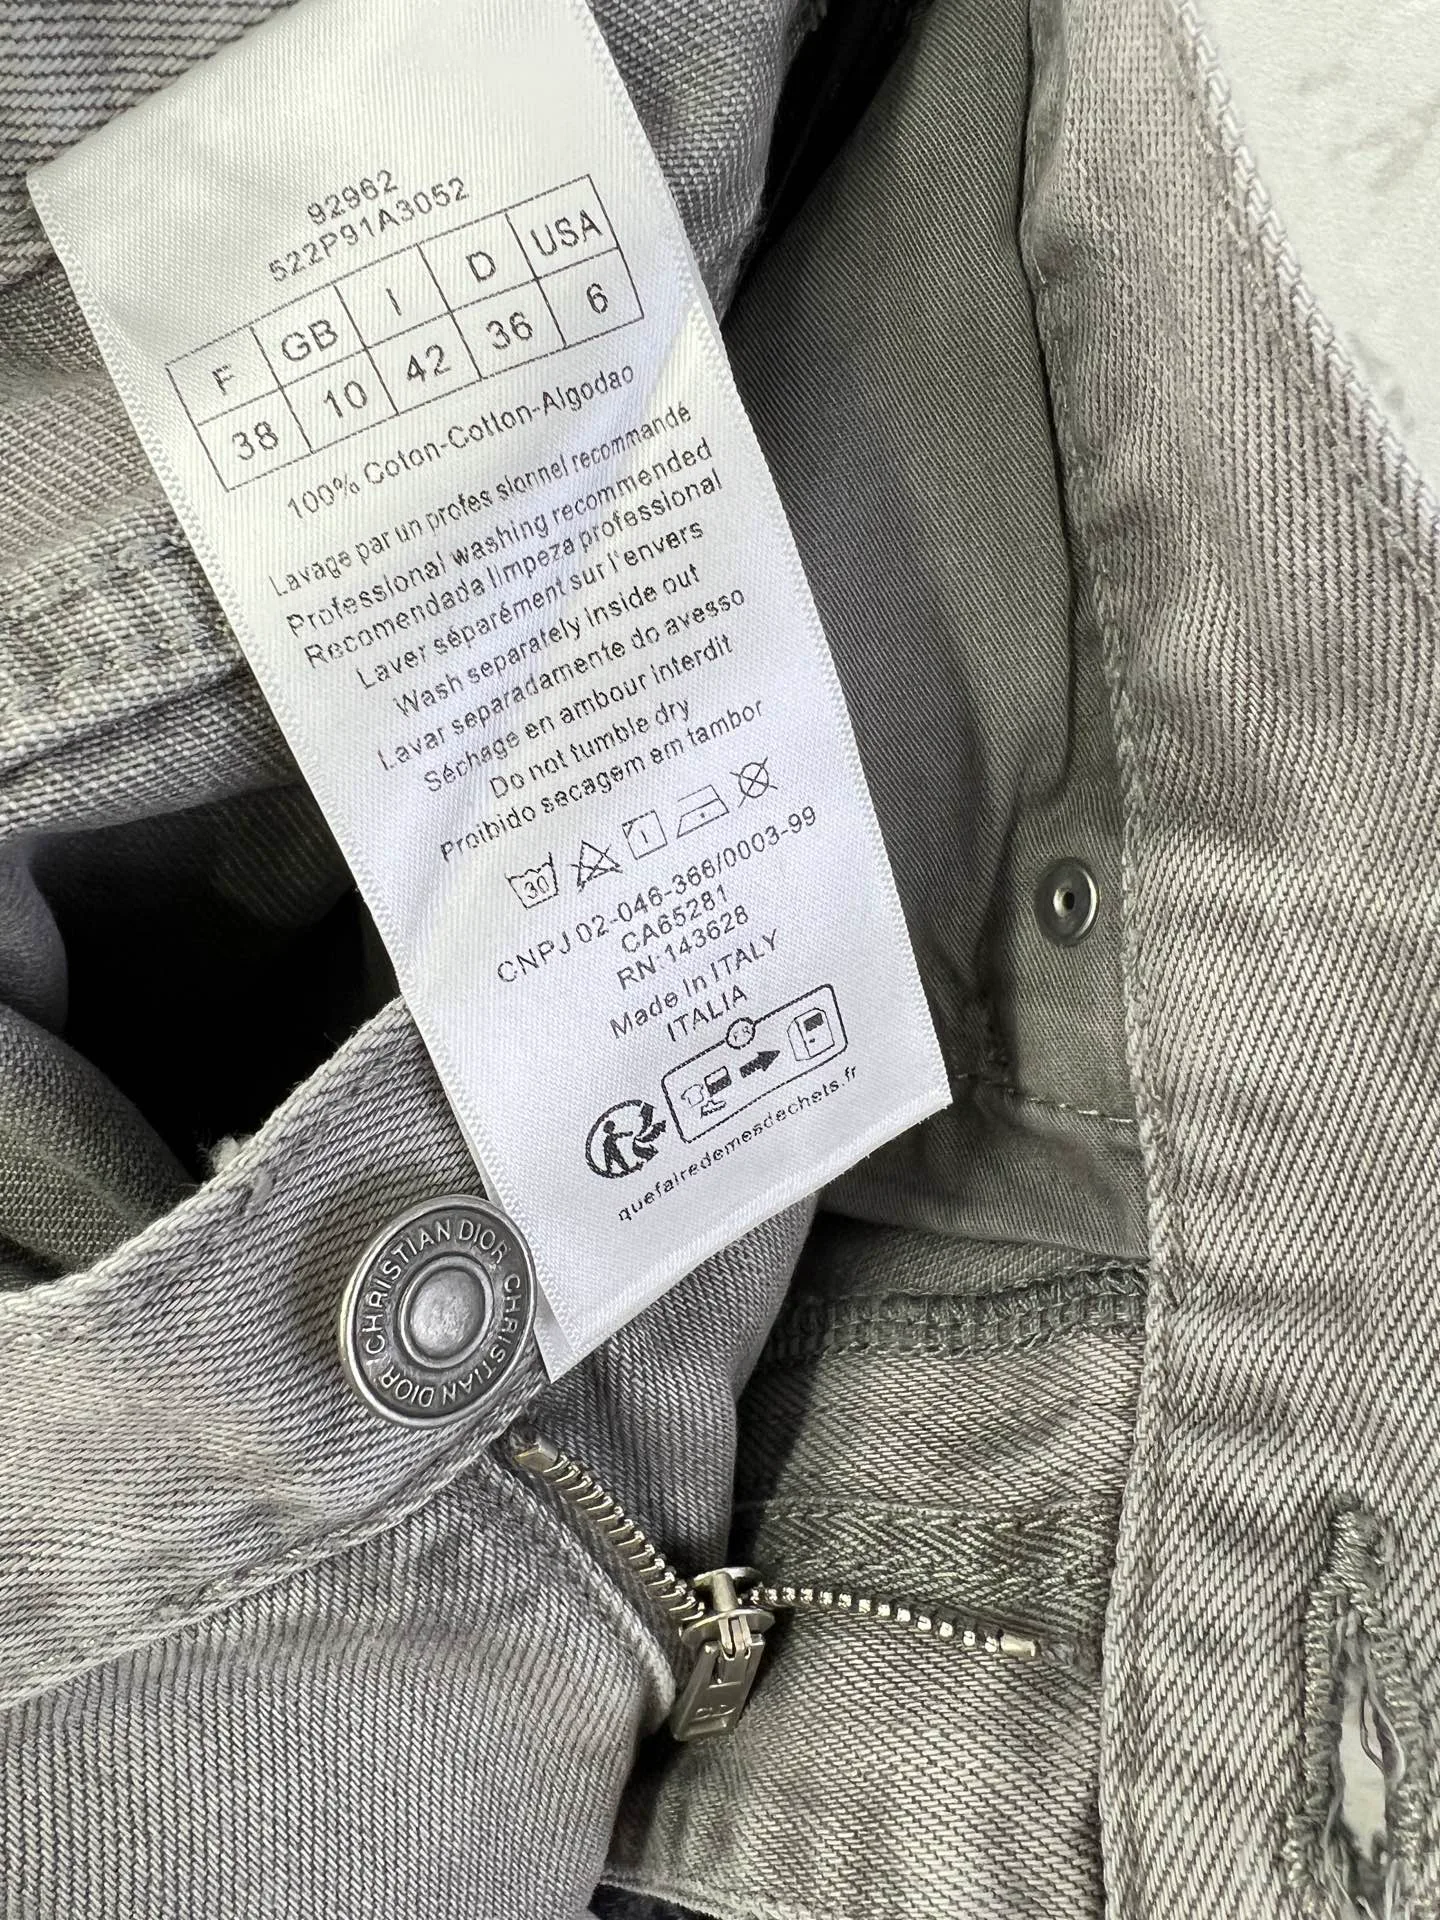 92962
522P91A3052
F GB I D USA
38 10 42 36 6
100% Coton-Cotton-Algodao
Lavage par un profes sionnel recommandé
Professional washing recommended
Recomendada limpeza professional
Laver séparément sur l'envers
Wash separately inside out
Lavar separadamente do avesso
Séchage en ambour interdit
Do not tumble dry
Proibido secagem em tambor
30
CNPJ 02-046-366/0003-99
CA65281
RN:143628
Made In ITALY
ITALIA
FR
quefairedemesdechets.fr
CHRISTIAN DIOR CHRISTIAN DIOR